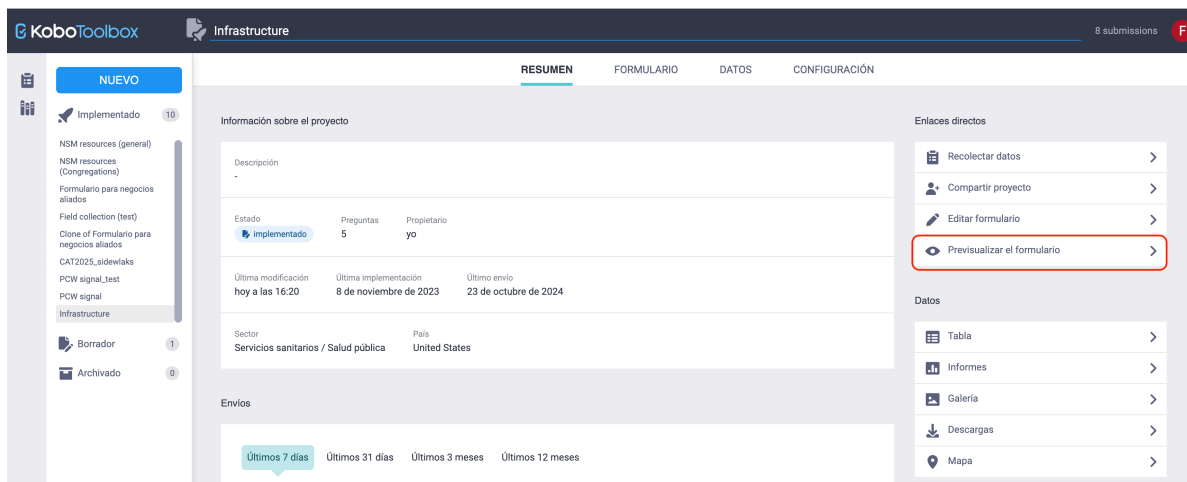 KoboToolbox
Infrastructure
8 submissions
F
NUEVO
Implementado 10
NSM resources (general)
NSM resources
(Congregations)
Formulario para negocios
aliados
Field collection (test)
Clone of Formulario para
negocios aliados
CAT2025_sidewlaks
PCW signal_test
PCW signal
Infrastructure
Borrador 1
Archivado 0
RESUMEN FORMULARIO DATOS CONFIGURACIÓN
Información sobre el proyecto
Descripción
-
Estado Preguntas Propietario
implementado 5 yo
Última modificación Última implementación Último envío
hoy a las 16:20 8 de noviembre de 2023 23 de octubre de 2024
Sector País
Servicios sanitarios / Salud pública United States
Envíos
Últimos 7 días Últimos 31 días Últimos 3 meses Últimos 12 meses
Enlaces directos
Recolectar datos
Compartir proyecto
Editar formulario
Previsualizar el formulario
Datos
Tabla
Informes
Galería
Descargas
Mapa